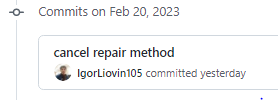 Commits on Feb 20, 2023
cancel repair method
IgorLiovin105 committed yesterday